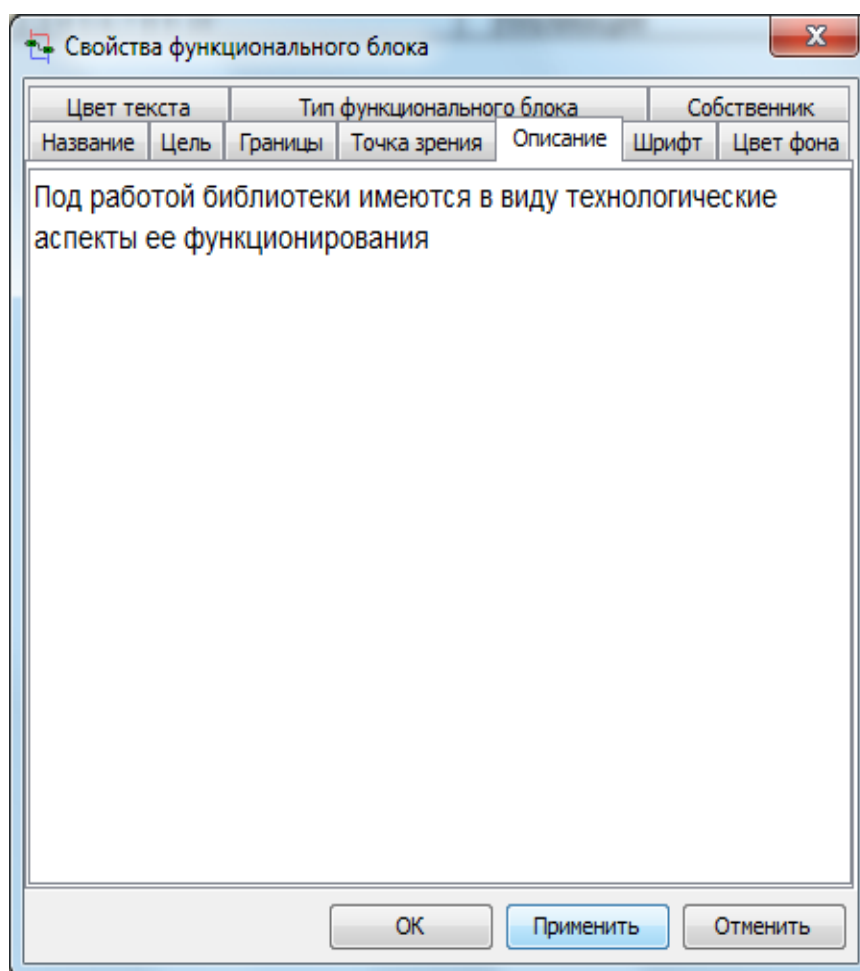 Свойства функционального блока
Цвет текста Тип функционального блока Собственник
Название Цель Границы Точка зрения Описание Шрифт Цвет фона
Под работой библиотеки имеются в виду технологические
аспекты ее функционирования
ОК Применить Отменить